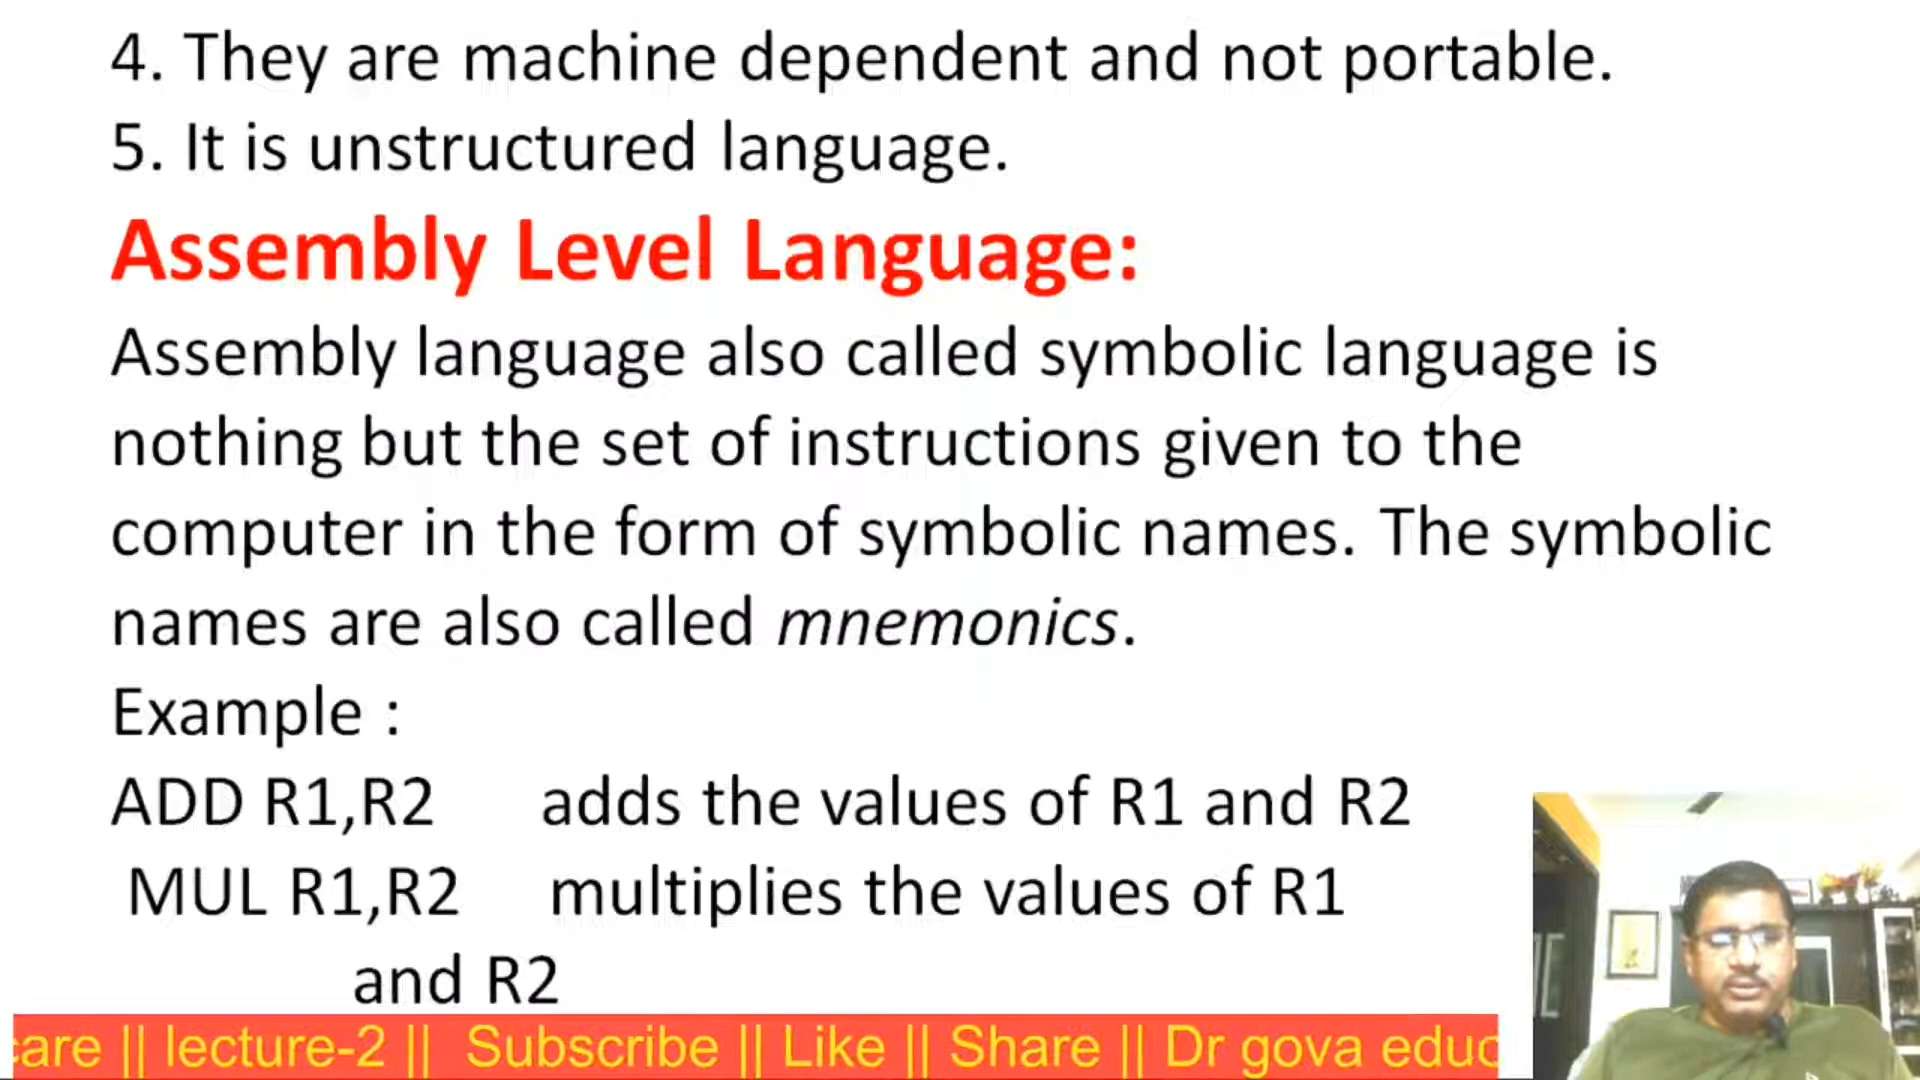 4. They are machine dependent and not portable.
5. It is unstructured language.
Assembly Level Language:
Assembly language also called symbolic language is
nothing but the set of instructions given to the
computer in the form of symbolic names. The symbolic
names are also called mnemonics.
Example :
ADD R1,R2 adds the values of R1 and R2
MUL R1,R2 multiplies the values of R1
and R2
|| lecture-2 || Subscribe || Like || Share || Dr gova